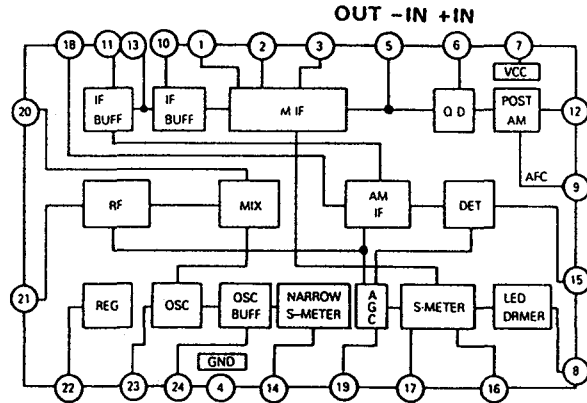 OUT -IN +IN
18 11 13 10 1 2 3 5 6 7
VCC
20 IF BUFF IF BUFF M IF Q D POST AM 12
AFC 9
RF MIX AM IF DET
15
21
REG OSC OSC BUFF NARROW S-METER AGC S-METER LED DRMER
GND
8
22 23 24 4 14 19 17 16